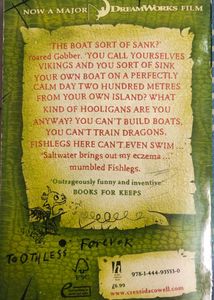 NOW A MAJOR DREAMWORKS FILM
'THE BOAT SORT OF SANK?'
roared Gobber. 'YOU CALL YOURSELVES
VIKINGS AND YOU SORT OF SINK
YOUR OWN BOAT ON A PERFECTLY
CALM DAY TWO HUNDRED METRES
FROM YOUR OWN ISLAND? WHAT
KIND OF HOOLIGANS ARE YOU
ANYWAY? YOU CAN'T BUILD BOATS,
YOU CAN'T TRAIN DRAGONS,
FISHLEGS HERE CAN'T EVEN SWIM...'
'Saltwater brings out my eczema...'
mumbled Fishlegs.
'Outrageously funny and inventive'
BOOKS FOR KEEPS
TOOTHLESS Forever
FSC
£6.99
www.cressidacowell.com